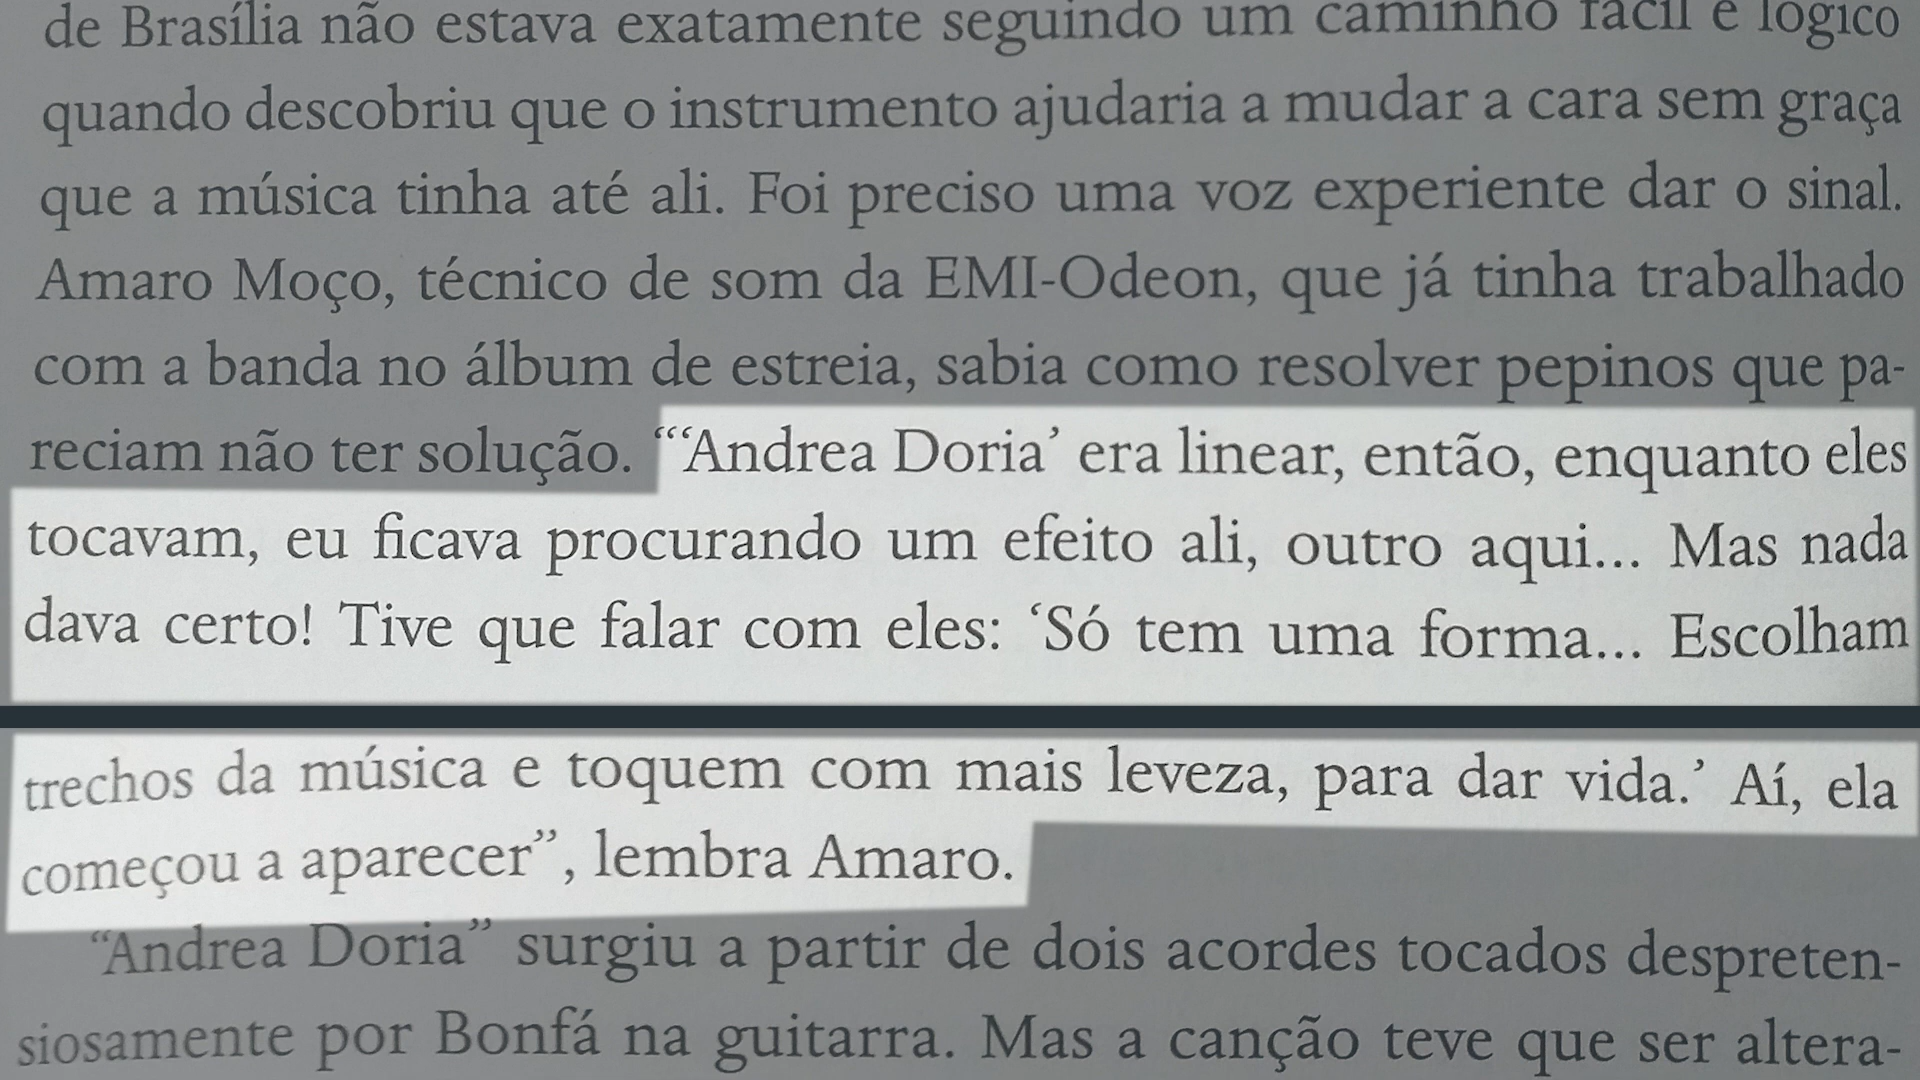 de Brasília não estava exatamente seguindo um caminho fácil e lógico
quando descobriu que o instrumento ajudaria a mudar a cara sem graça
que a música tinha até ali. Foi preciso uma voz experiente dar o sinal.
Amaro Moço, técnico de som da EMI-Odeon, que já tinha trabalhado
com a banda no álbum de estreia, sabia como resolver pepinos que pa-
reciam não ter solução. “‘Andrea Doria’ era linear, então, enquanto eles
tocavam, eu ficava procurando um efeito ali, outro aqui... Mas nada
dava certo! Tive que falar com eles: ‘Só tem uma forma... Escolham
trechos da música e toquem com mais leveza, para dar vida.’ Aí, ela
começou a aparecer”, lembra Amaro.
“Andrea Doria” surgiu a partir de dois acordes tocados despreten-
siosamente por Bonfá na guitarra. Mas a canção teve que ser altera-